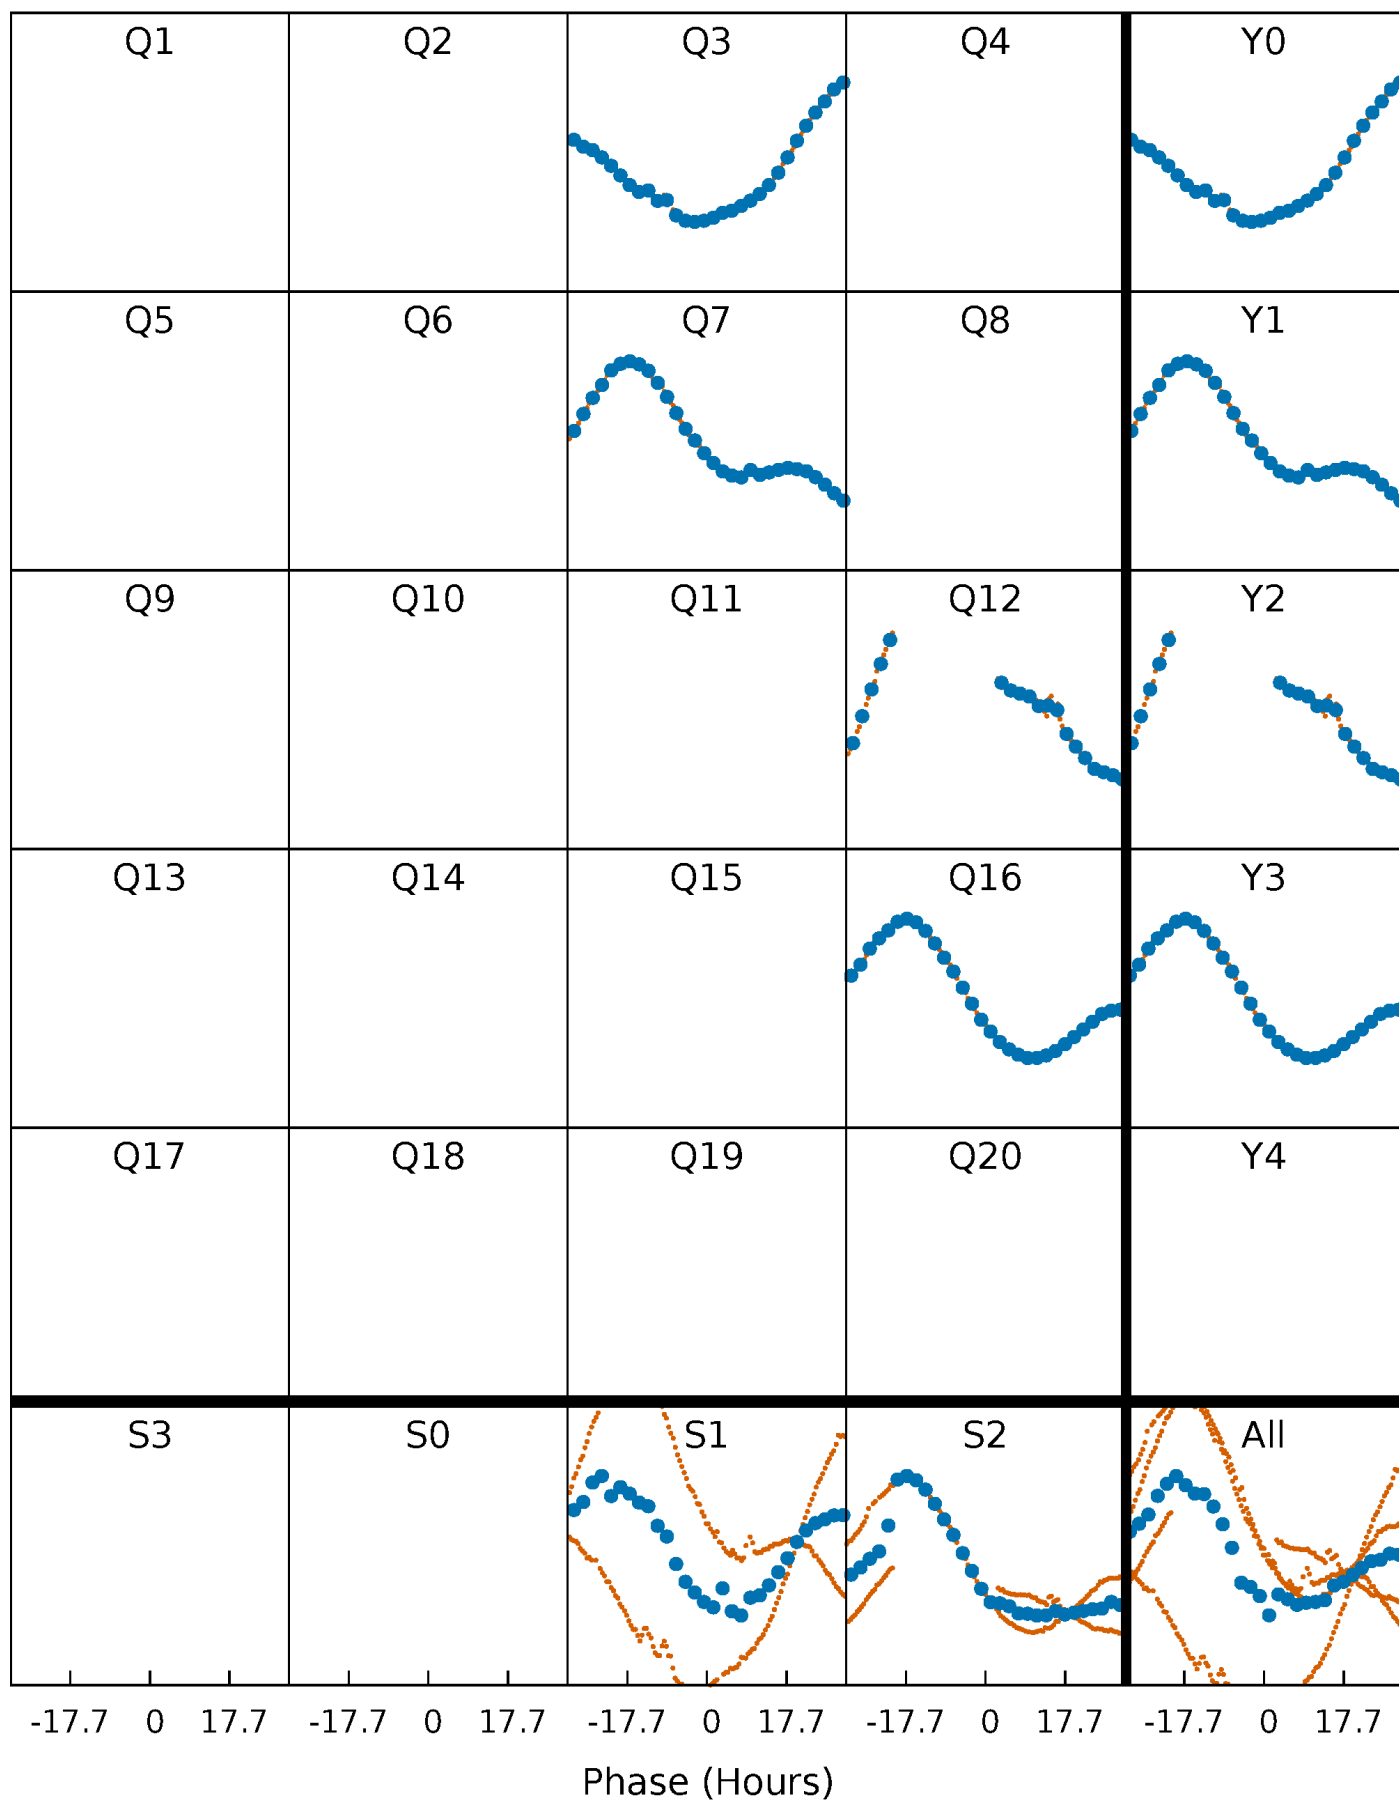 Q1 Q2 Q3 Q4 Y0
Q5 Q6 Q7 Q8 Y1
Q9 Q10 Q11 Q12 Y2
Q13 Q14 Q15 Q16 Y3
Q17 Q18 Q19 Q20 Y4
S3 S0 S1 S2 All
-17.7 0 17.7 -17.7 0 17.7 -17.7 0 17.7 -17.7 0 17.7 -17.7 0 17.7
Phase (Hours)